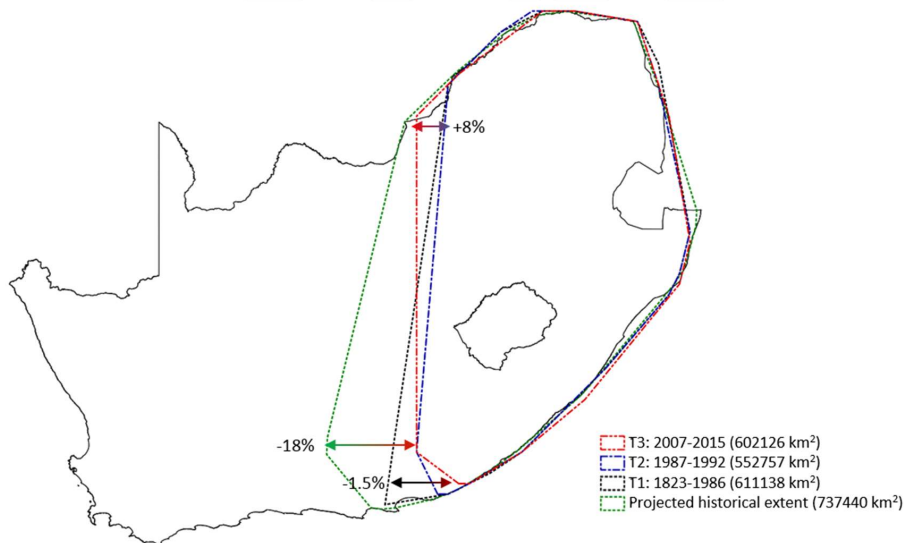 +8%
-18%
-1.5%
T3: 2007-2015 (602126 km²)
T2: 1987-1992 (552757 km²)
T1: 1823-1986 (611138 km²)
Projected historical extent (737440 km²)